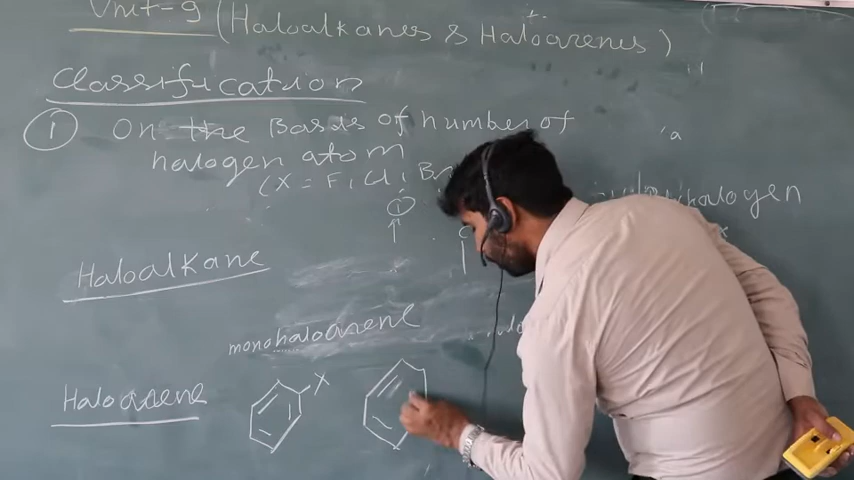 Unit-9 (Haloalkanes & Haloarenes)
Classification
① On the Basis of number of
halogen atom
(X = F, Cl, Br
halogen
Haloalkane
monohaloarene
Haloarene
X